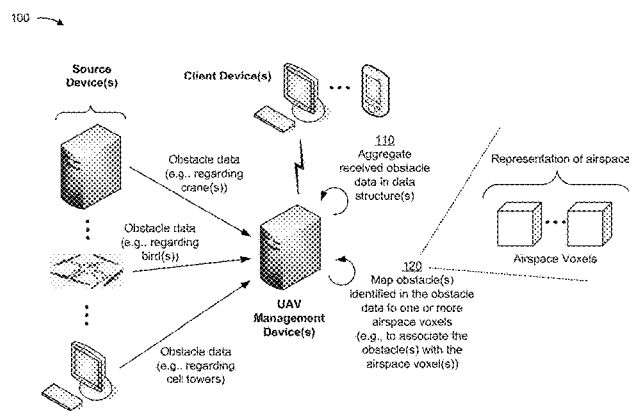 100
Source
Device(s)
Client Device(s)
Obstacle data
(e.g., regarding
crane(s))
110
Aggregate
received obstacle
data in data
structure(s)
Representation of airspace
Airspace Voxels
Obstacle data
(e.g., regarding
bird(s))
UAV
Management
Device(s)
120
Map obstacle(s)
identified in the obstacle
data to one or more
airspace voxels
(e.g., to associate the
obstacle(s) with the
airspace voxel(s))
Obstacle data
(e.g., regarding
cell towers)